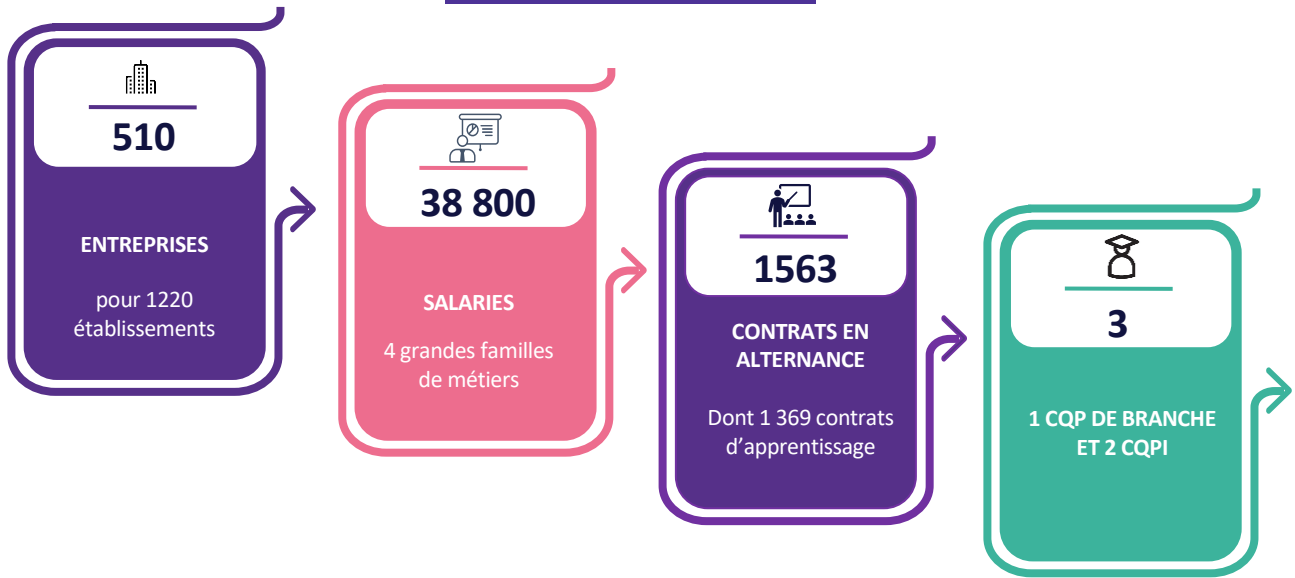 510
ENTREPRISES
pour 1220
établissements
38 800
SALARIES
4 grandes familles
de métiers
1563
CONTRATS EN
ALTERNANCE
Dont 1 369 contrats
d’apprentissage
3
1 CQP DE BRANCHE
ET 2 CQPI